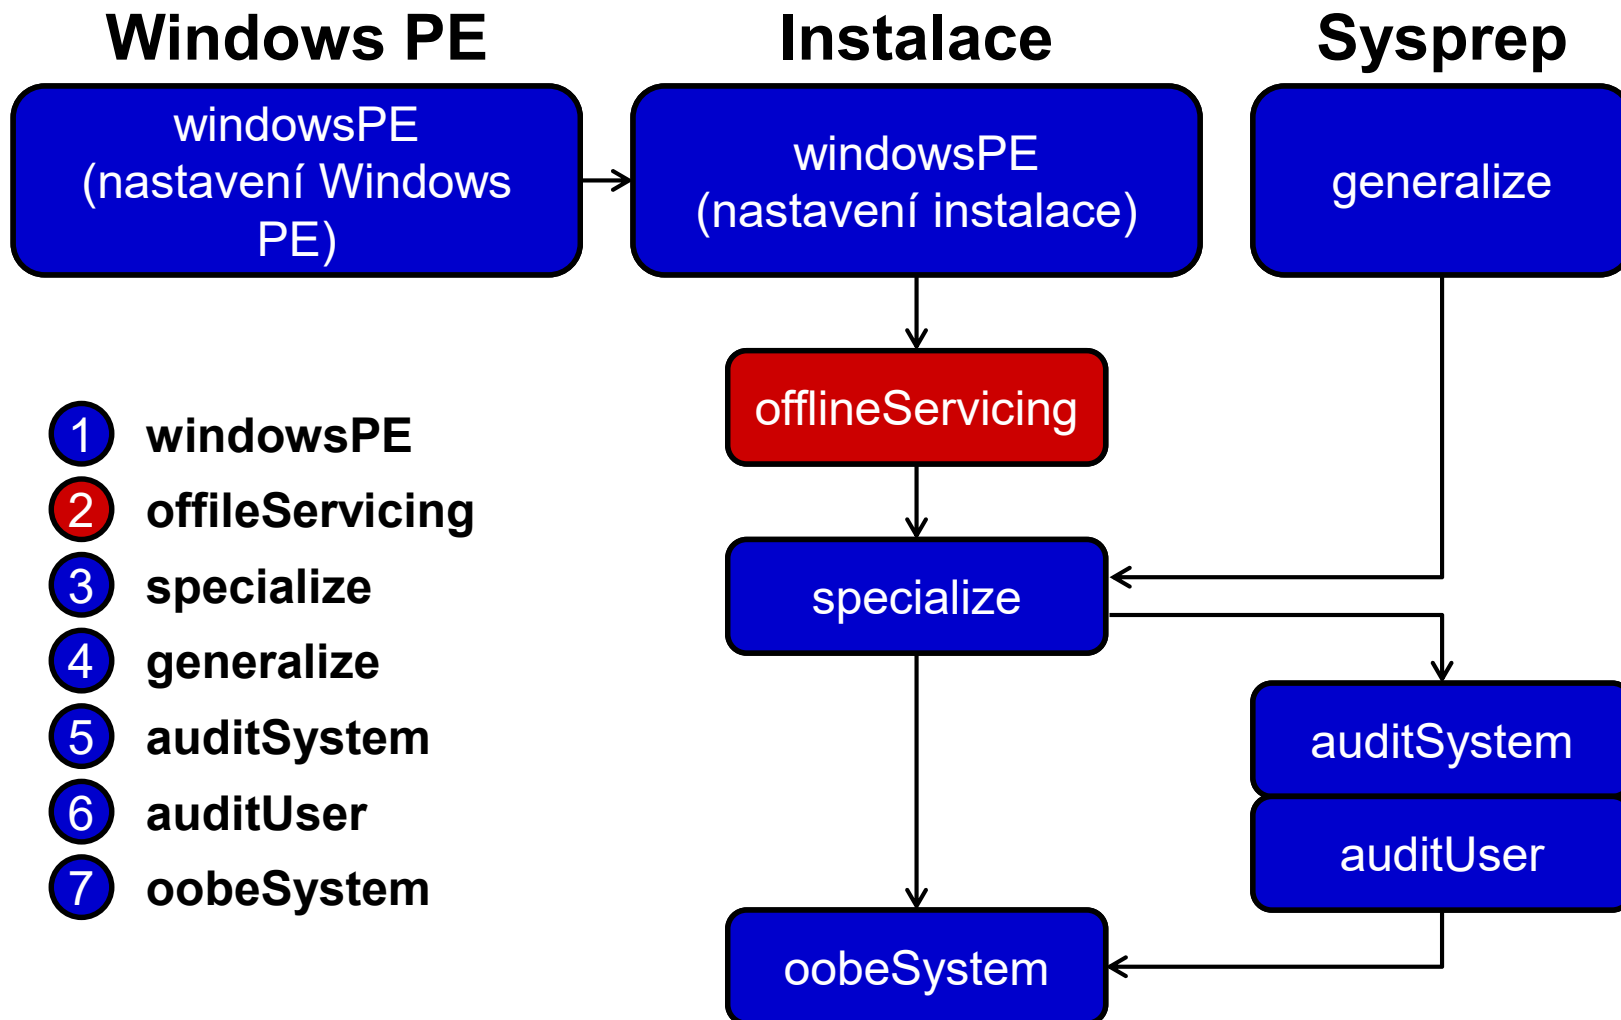 Windows PE
Instalace
Sysprep
windowsPE
(nastavení Windows
PE)
windowsPE
(nastavení instalace)
generalize
offlineServicing
1 windowsPE
2 offileServicing
3 specialize
4 generalize
5 auditSystem
6 auditUser
7 oobeSystem
specialize
auditSystem
auditUser
oobeSystem